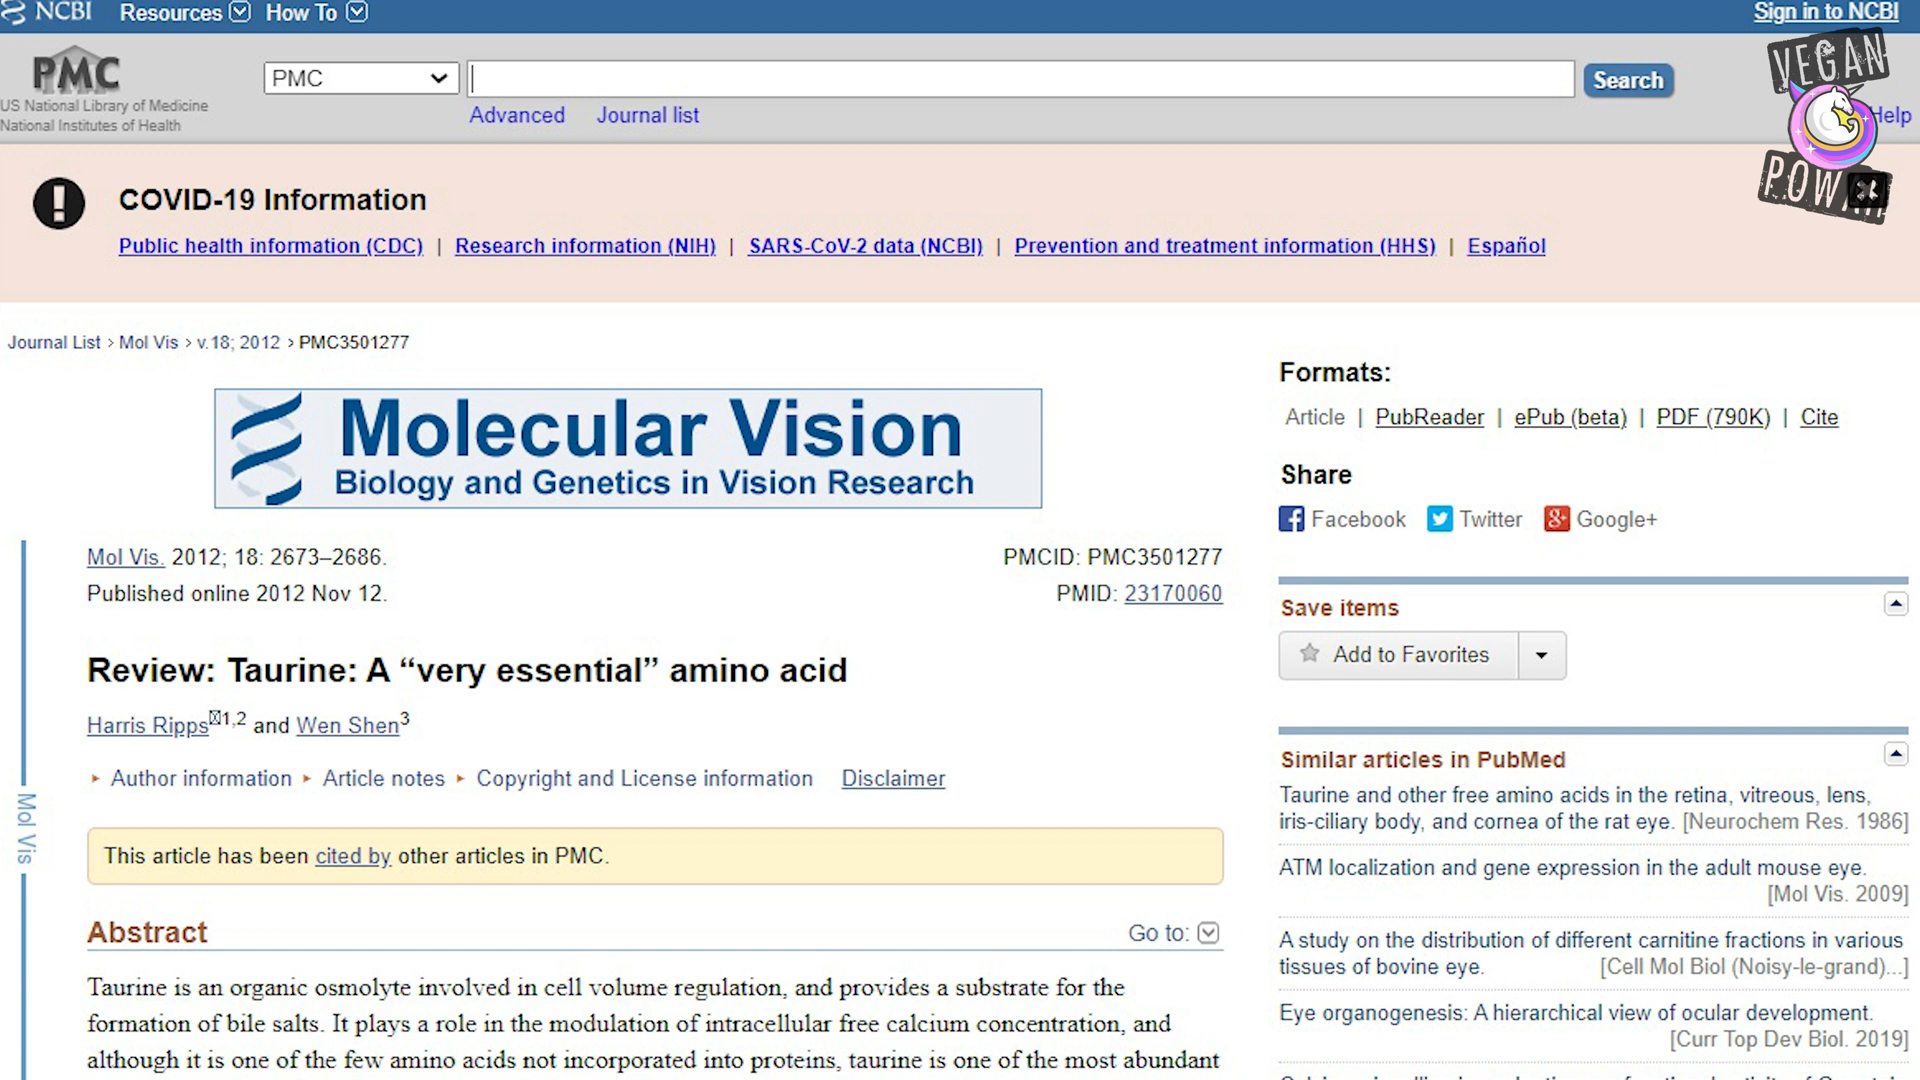 NCBI Resources How To Sign in to NCBI
PMC
US National Library of Medicine
National Institutes of Health
PMC
Search
Advanced Journal list
Help
VEGAN
POWAH
COVID-19 Information
Public health information (CDC) | Research information (NIH) | SARS-CoV-2 data (NCBI) | Prevention and treatment information (HHS) | Español
Journal List > Mol Vis > v.18; 2012 > PMC3501277
Molecular Vision
Biology and Genetics in Vision Research
Mol Vis. 2012; 18: 2673–2686.
PMCID: PMC3501277
Published online 2012 Nov 12.
PMID: 23170060
Review: Taurine: A “very essential” amino acid
Harris Ripps1,2 and Wen Shen3
Author information Article notes Copyright and License information Disclaimer
Mol Vis
This article has been cited by other articles in PMC.
Abstract
Go to:
Taurine is an organic osmolyte involved in cell volume regulation, and provides a substrate for the
formation of bile salts. It plays a role in the modulation of intracellular free calcium concentration, and
although it is one of the few amino acids not incorporated into proteins, taurine is one of the most abundant
Formats:
Article | PubReader | ePub (beta) | PDF (790K) | Cite
Share
Facebook Twitter Google+
Save items
Add to Favorites
Similar articles in PubMed
Taurine and other free amino acids in the retina, vitreous, lens,
iris-ciliary body, and cornea of the rat eye. [Neurochem Res. 1986]
ATM localization and gene expression in the adult mouse eye.
[Mol Vis. 2009]
A study on the distribution of different carnitine fractions in various
tissues of bovine eye. [Cell Mol Biol (Noisy-le-grand)...]
Eye organogenesis: A hierarchical view of ocular development.
[Curr Top Dev Biol. 2019]